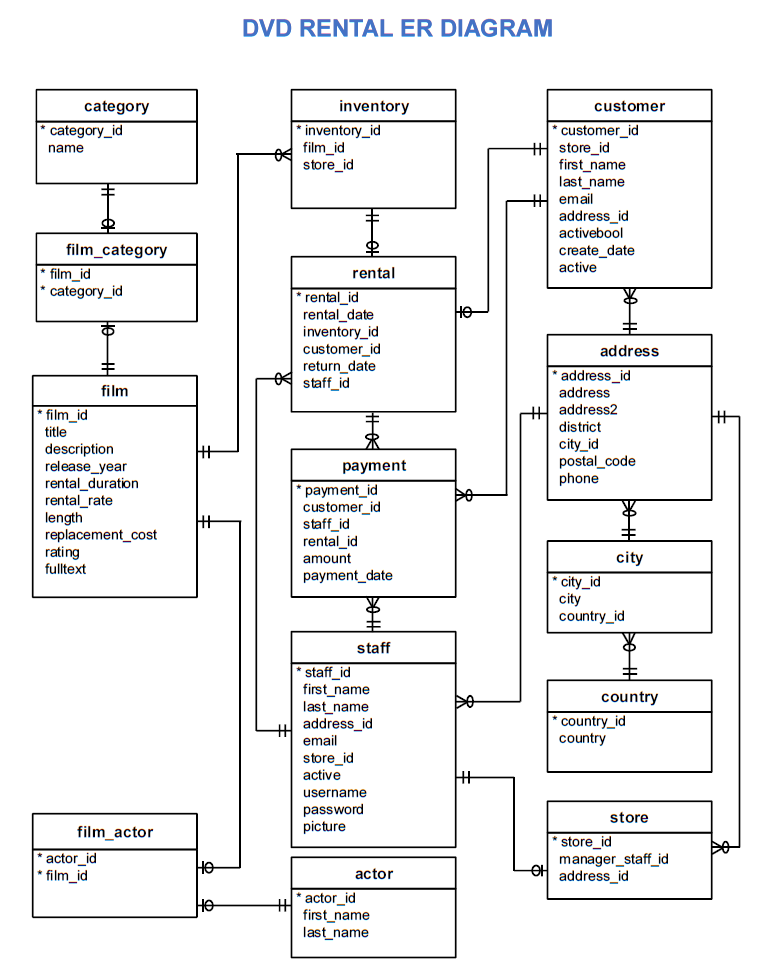 DVD RENTAL ER DIAGRAM
category
* category_id
name
inventory
* inventory_id
film_id
store_id
customer
* customer_id
store_id
first_name
last_name
email
address_id
activebool
create_date
active
film_category
* film_id
* category_id
rental
* rental_id
rental_date
inventory_id
customer_id
return_date
staff_id
address
* address_id
address
address2
district
city_id
postal_code
phone
film
* film_id
title
description
release_year
rental_duration
rental_rate
length
replacement_cost
rating
fulltext
payment
* payment_id
customer_id
staff_id
rental_id
amount
payment_date
city
* city_id
city
country_id
staff
* staff_id
first_name
last_name
address_id
email
store_id
active
username
password
picture
country
* country_id
country
film_actor
* actor_id
* film_id
actor
* actor_id
first_name
last_name
store
* store_id
manager_staff_id
address_id